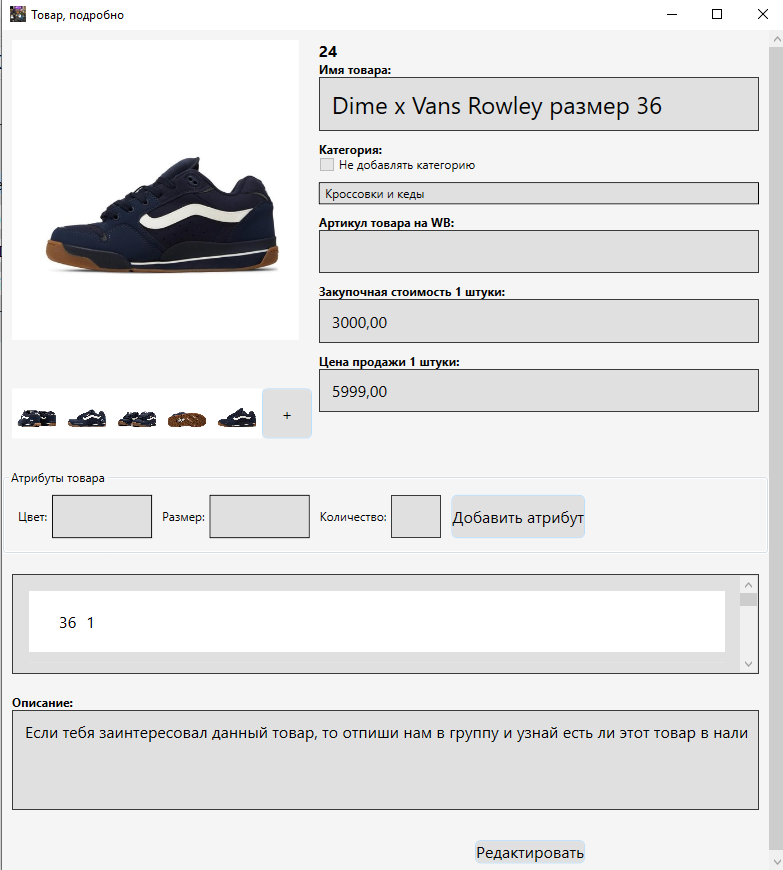 Товар, подробно
24
Имя товара:
Dime x Vans Rowley размер 36
Категория:
Не добавлять категорию
Кроссовки и кеды
Артикул товара на WB:
Закупочная стоимость 1 штуки:
3000,00
Цена продажи 1 штуки:
5999,00
+
Атрибуты товара
Цвет: Размер: Количество: Добавить атрибут
36 1
Описание:
Если тебя заинтересовал данный товар, то отпиши нам в группу и узнай есть ли этот товар в нали
Редактировать